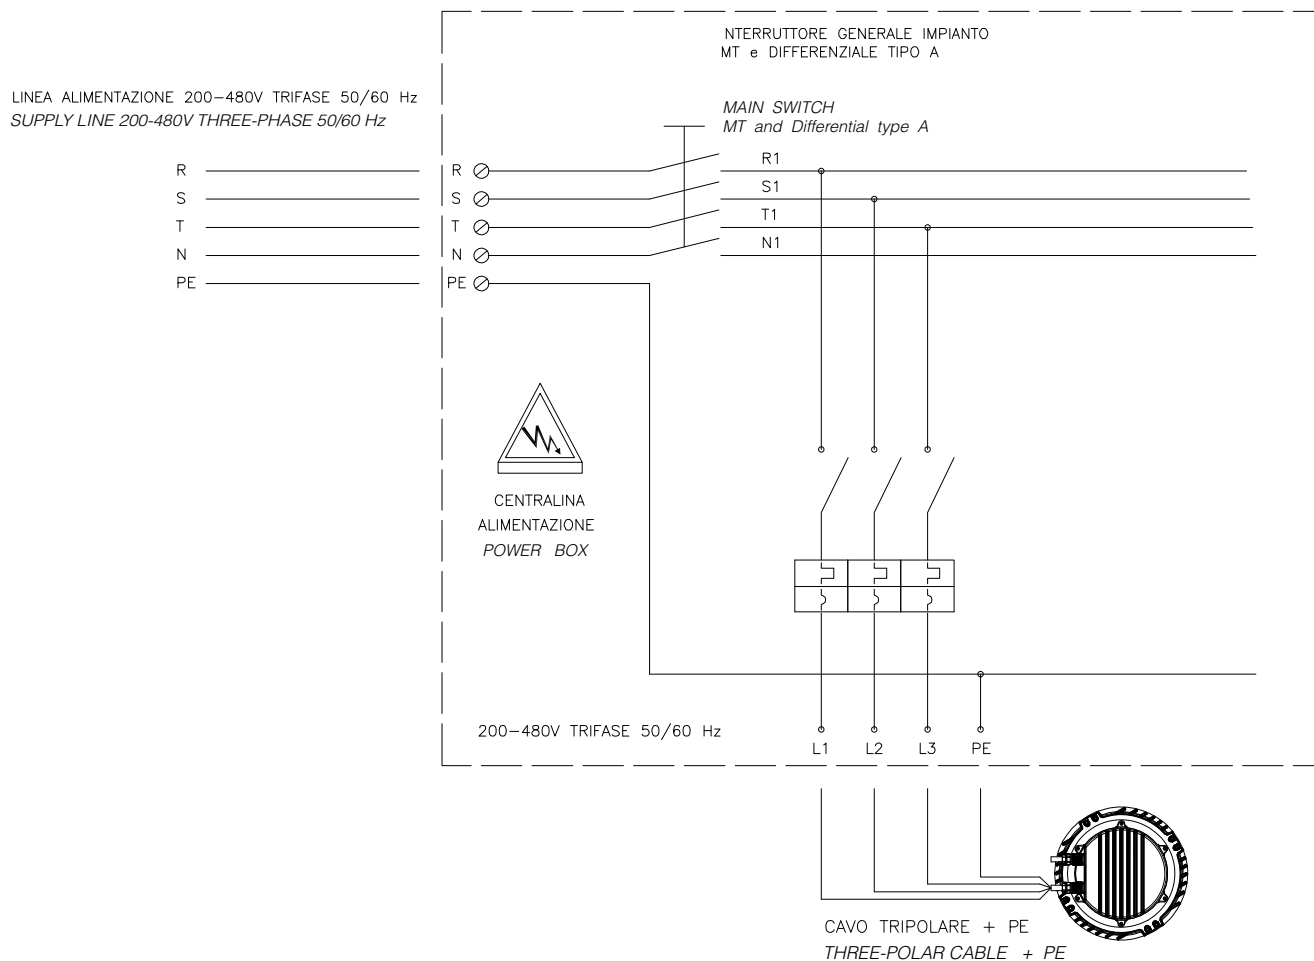 NTERRUTTORE GENERALE IMPIANTO
MT e DIFFERENZIALE TIPO A
LINEA ALIMENTAZIONE 200-480V TRIFASE 50/60 Hz
SUPPLY LINE 200-480V THREE-PHASE 50/60 Hz
MAIN SWITCH
MT and Differential type A
R R R1
S S S1
T T T1
N N N1
PE PE
CENTRALINA
ALIMENTAZIONE
POWER BOX
200-480V TRIFASE 50/60 Hz
L1 L2 L3 PE
CAVO TRIPOLARE + PE
THREE-POLAR CABLE + PE